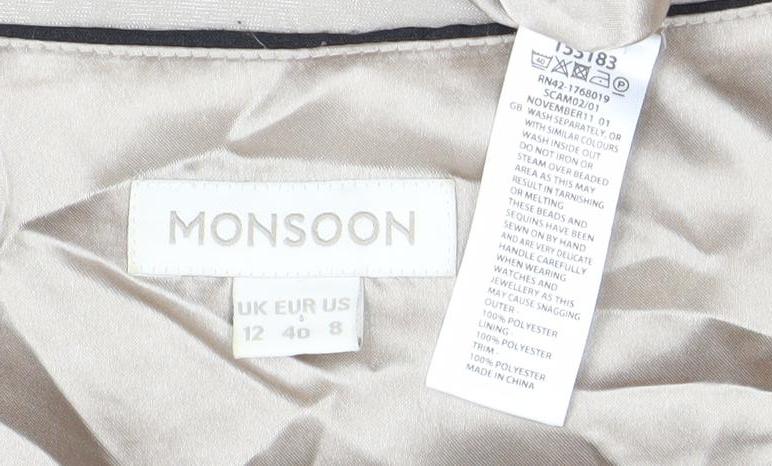 MONSOON
UK EUR US
12 40 8
153183
40 P
RN42-1768019
SCAM02/01
NOVEMBER11 01
GB WASH SEPARATELY, OR
WITH SIMILAR COLOURS
WASH INSIDE OUT
DO NOT IRON OR
STEAM OVER BEADED
AREA AS THIS MAY
RESULT IN TARNISHING
OR MELTING
THESE BEADS AND
SEQUINS HAVE BEEN
SEWN ON BY HAND
AND ARE VERY DELICATE
HANDLE CAREFULLY
WHEN WEARING
WATCHES AND
JEWELLERY AS THIS
MAY CAUSE SNAGGING
OUTER -
100% POLYESTER
LINING -
100% POLYESTER
TRIM -
100% POLYESTER
MADE IN CHINA